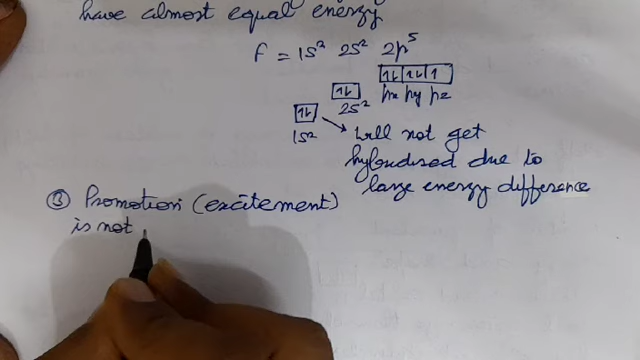 have almost equal energy
F = 1S² 2S² 2p⁵
1↓ 1↓ 1
1↓ px py pz
1↓ 2S²
1S² → Will not get
hybridised due to
large energy difference
③ Promotion (excitement)
is not